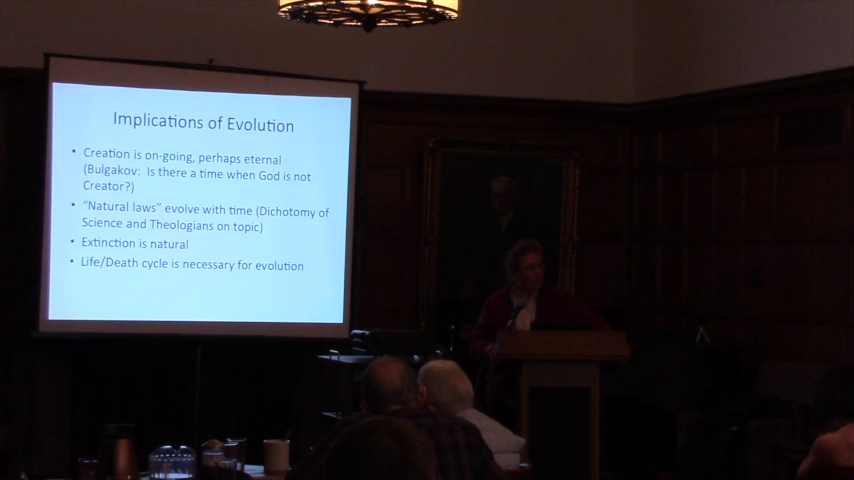 Implications of Evolution
• Creation is on-going, perhaps eternal
(Bulgakov: Is there a time when God is not
Creator?)
• "Natural laws" evolve with time (Dichotomy of
Science and Theologians on topic)
• Extinction is natural
• Life/Death cycle is necessary for evolution